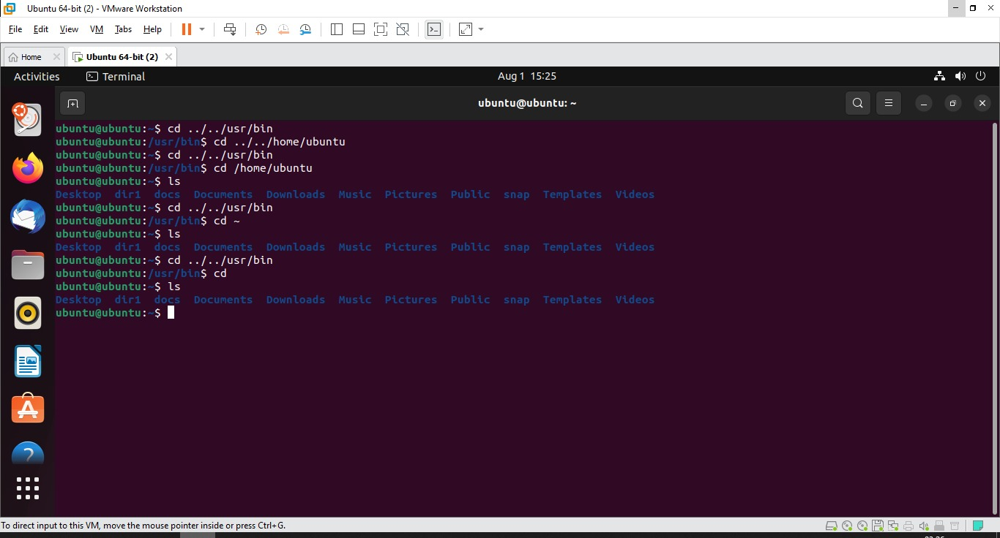 Ubuntu 64-bit (2) - VMware Workstation
File Edit View VM Tabs Help
Home Ubuntu 64-bit (2)
Activities Terminal Aug 1 15:25
ubuntu@ubuntu: ~
ubuntu@ubuntu:~$ cd ../../usr/bin
ubuntu@ubuntu:/usr/bin$ cd ../../home/ubuntu
ubuntu@ubuntu:~$ cd ../../usr/bin
ubuntu@ubuntu:/usr/bin$ cd /home/ubuntu
ubuntu@ubuntu:~$ ls
Desktop dir1 docs Documents Downloads Music Pictures Public snap Templates Videos
ubuntu@ubuntu:~$ cd ../../usr/bin
ubuntu@ubuntu:/usr/bin$ cd ~
ubuntu@ubuntu:~$ ls
Desktop dir1 docs Documents Downloads Music Pictures Public snap Templates Videos
ubuntu@ubuntu:~$ cd ../../usr/bin
ubuntu@ubuntu:/usr/bin$ cd
ubuntu@ubuntu:~$ ls
Desktop dir1 docs Documents Downloads Music Pictures Public snap Templates Videos
ubuntu@ubuntu:~$
To direct input to this VM, move the mouse pointer inside or press Ctrl+G.